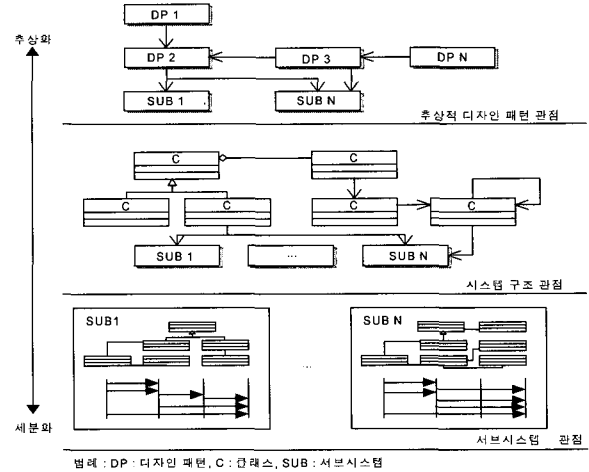 DP 1
추상화
DP 2
DP 3
DP N
SUB 1
SUB N
추상적 디자인 패턴 관점
C
C
C
C
C
C
SUB 1
...
SUB N
시스템 구조 관점
SUB1
SUB N
...
세분화
서브시스템 관점
범례 : DP : 디자인 패턴, C : 클래스, SUB : 서브시스템